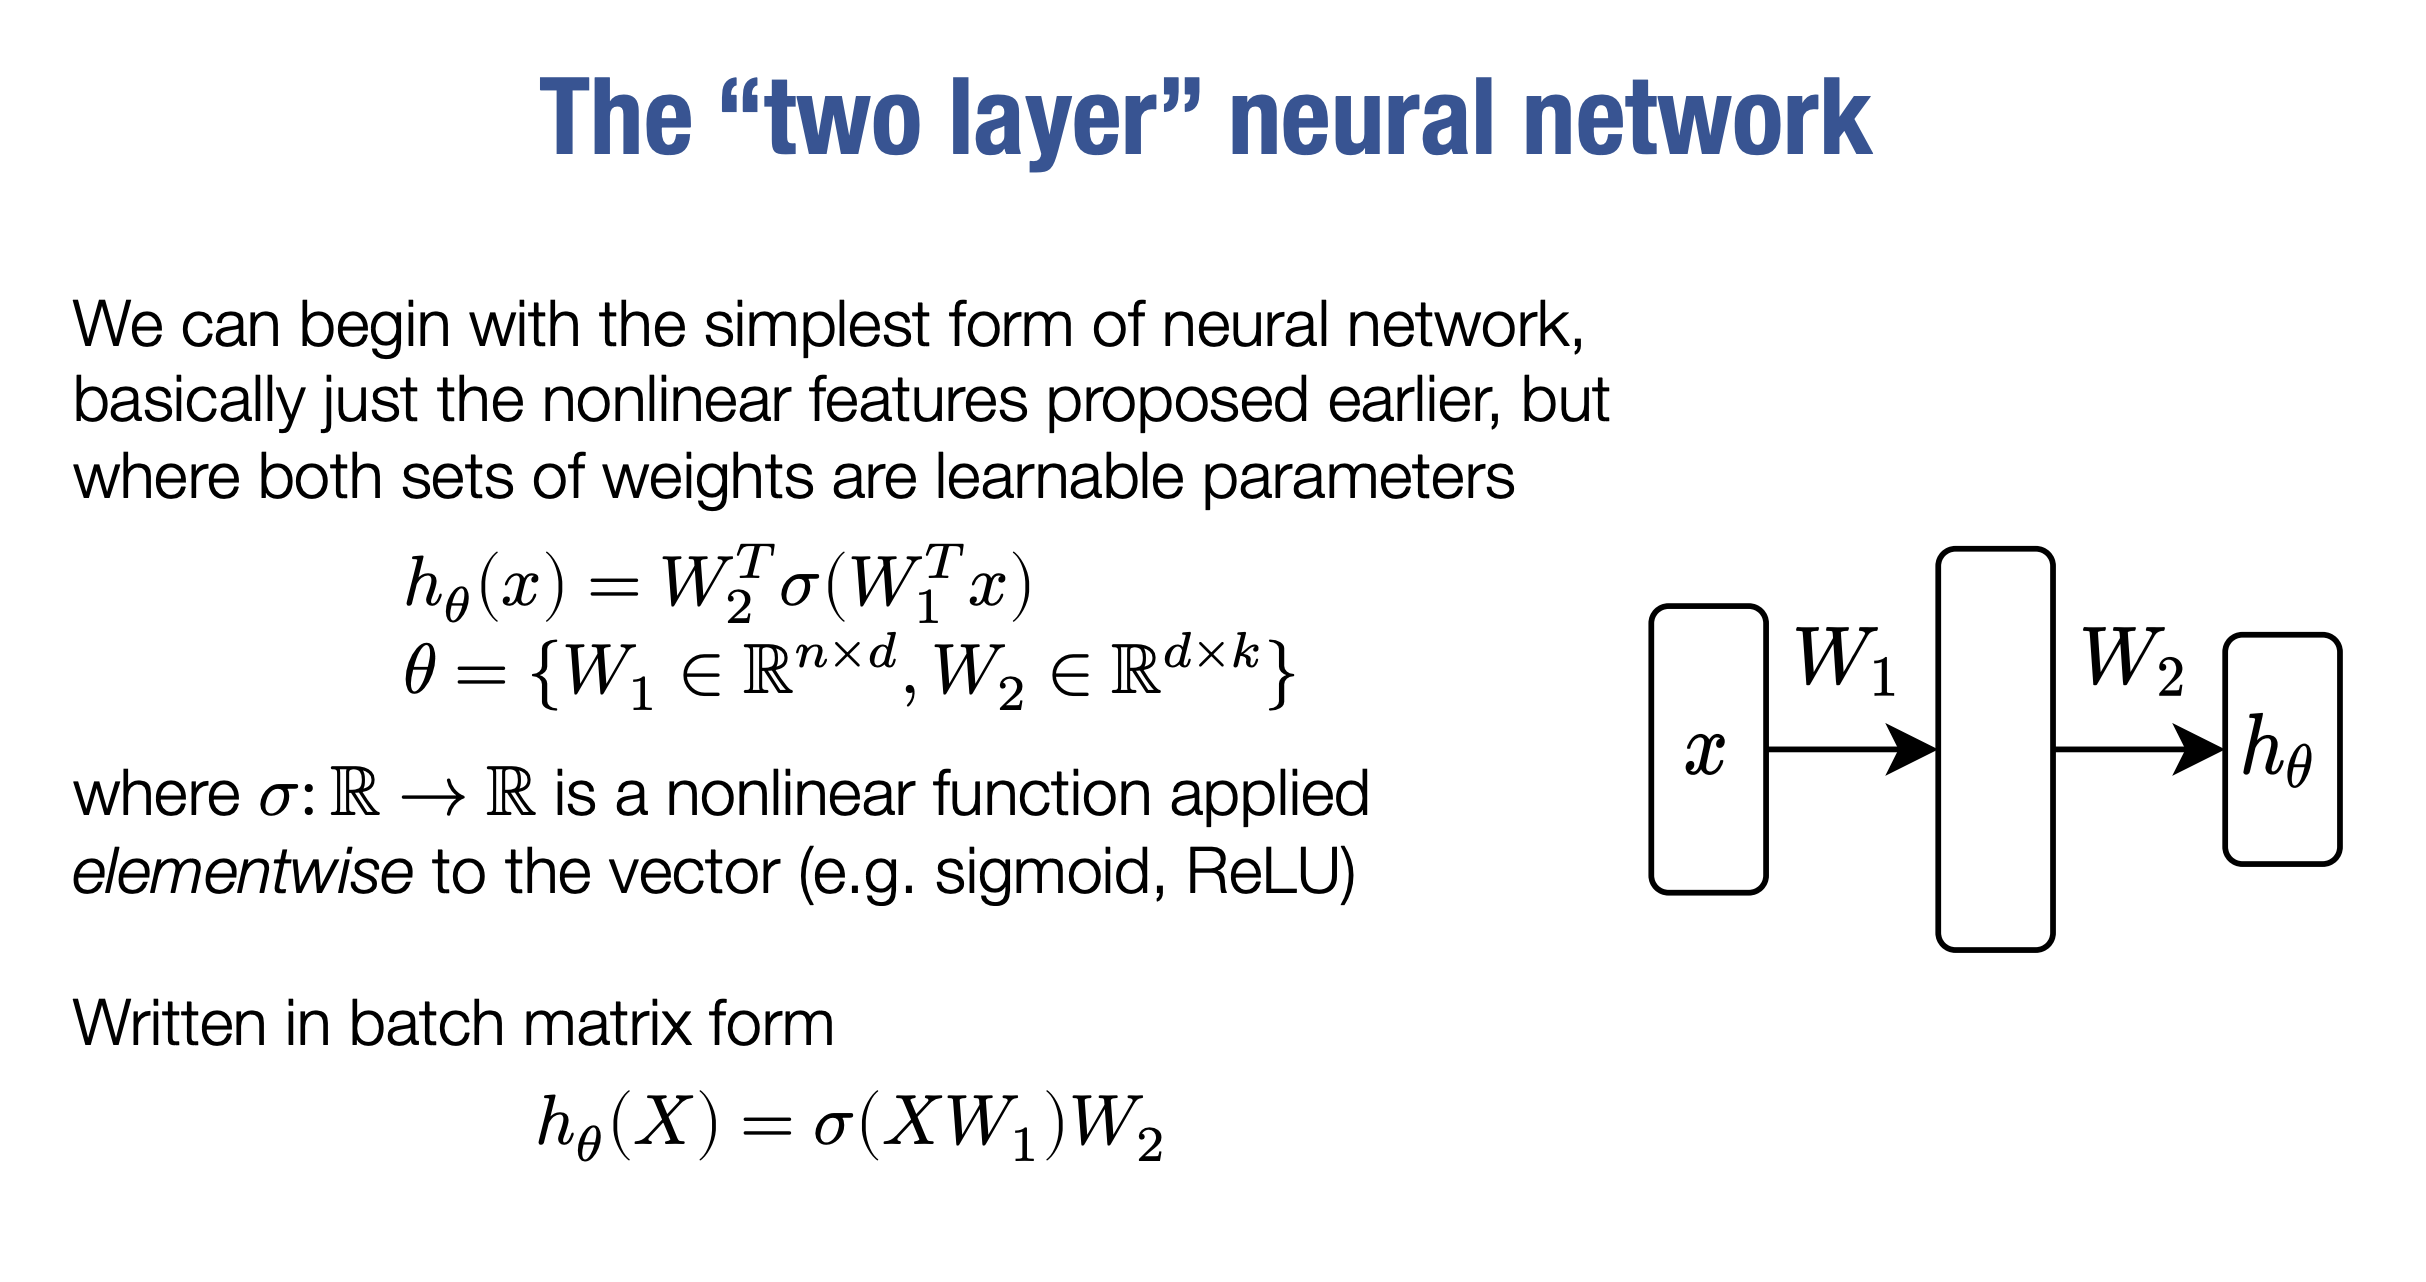 The “two layer” neural network
We can begin with the simplest form of neural network,
basically just the nonlinear features proposed earlier, but
where both sets of weights are learnable parameters
$h_\theta(x) = W_2^T \sigma(W_1^T x)$
$\theta = \{W_1 \in \mathbb{R}^{n \times d}, W_2 \in \mathbb{R}^{d \times k}\}$
where $\sigma: \mathbb{R} \to \mathbb{R}$ is a nonlinear function applied
elementwise to the vector (e.g. sigmoid, ReLU)
Written in batch matrix form
$h_\theta(X) = \sigma(XW_1)W_2$
$x$
$W_1$
$W_2$
$h_\theta$